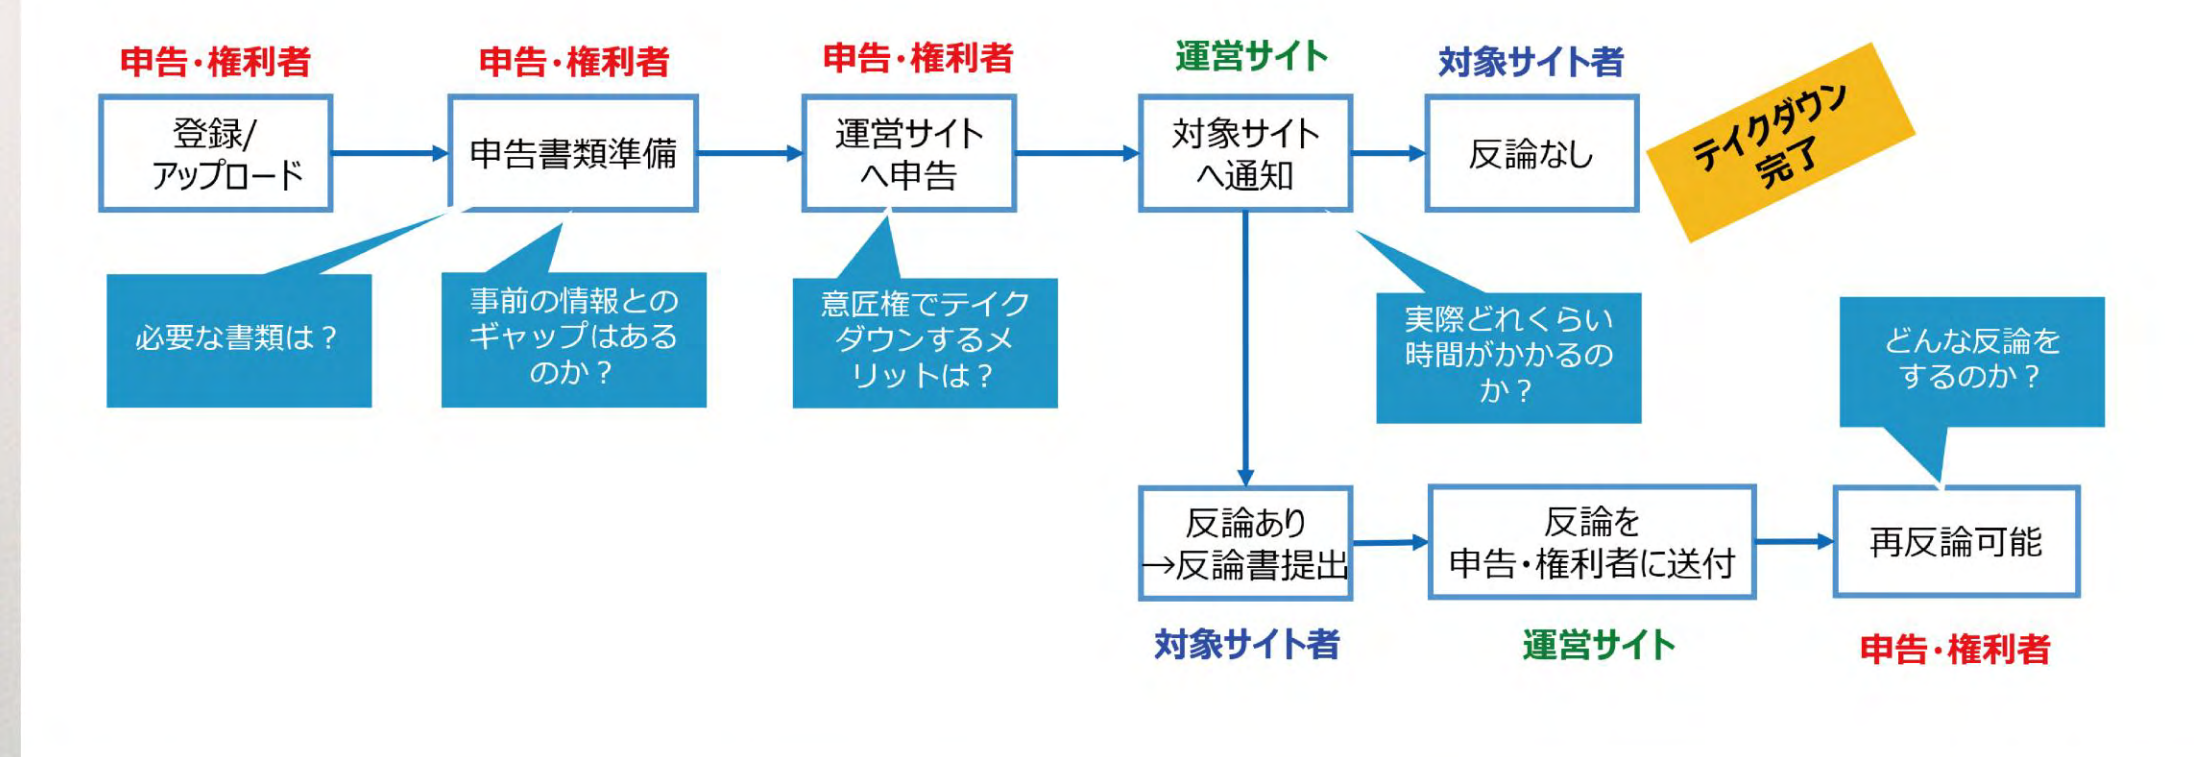 申告・権利者
登録/
アップロード
申告・権利者
申告書類準備
申告・権利者
運営サイト
へ申告
運営サイト
対象サイト
へ通知
対象サイト者
反論なし
テイクダウン
完了
必要な書類は？
事前の情報との
ギャップはある
のか？
意匠権でテイク
ダウンするメ
リットは？
実際どれくらい
時間がかかるの
か？
どんな反論を
するのか？
反論あり
→反論書提出
対象サイト者
反論を
申告・権利者に送付
運営サイト
再反論可能
申告・権利者